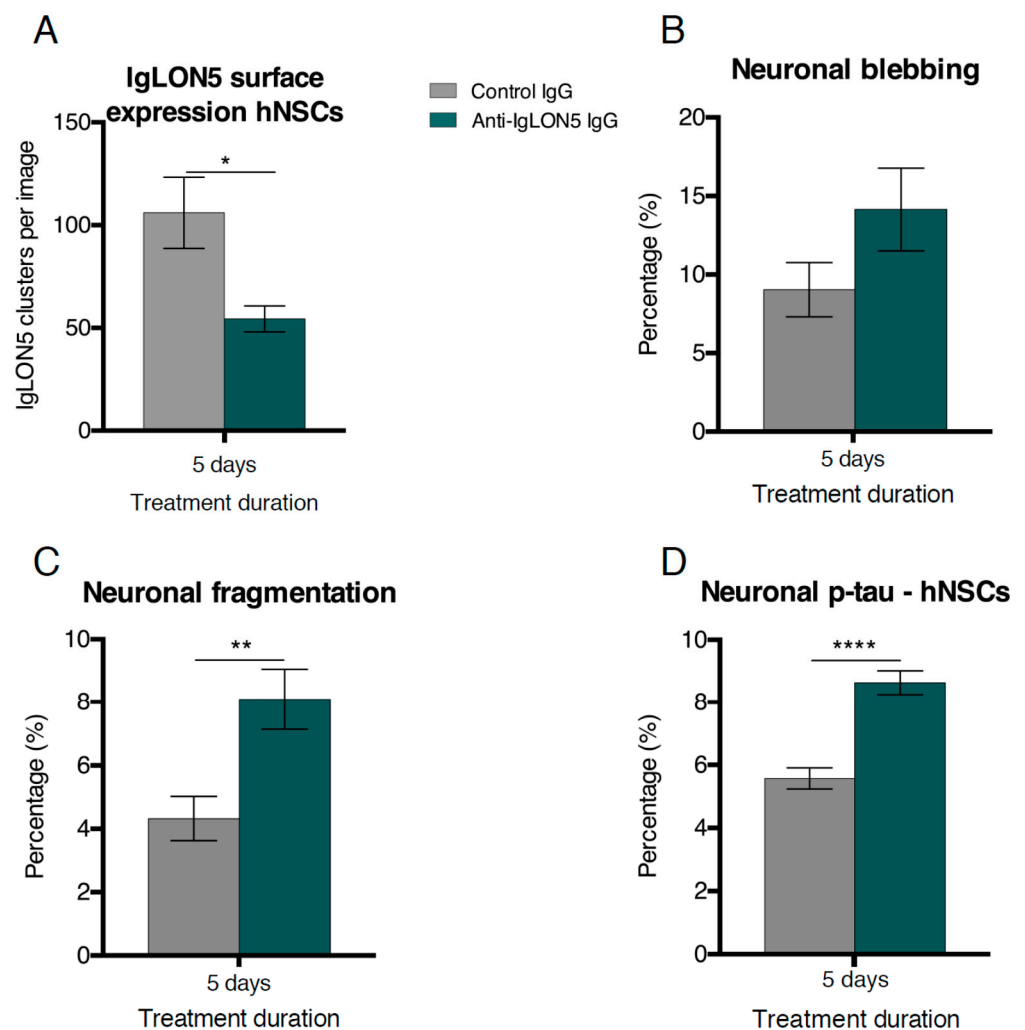 A
IgLON5 surface
expression hNSCs
IgLON5 clusters per image
150
100
50
0
*
5 days
Treatment duration
Control IgG
Anti-IgLON5 IgG
B
Neuronal blebbing
Percentage (%)
20
15
10
5
0
5 days
Treatment duration
C
Neuronal fragmentation
Percentage (%)
10
8
6
4
2
0
**
5 days
Treatment duration
D
Neuronal p-tau - hNSCs
Percentage (%)
10
8
6
4
2
0
****
5 days
Treatment duration